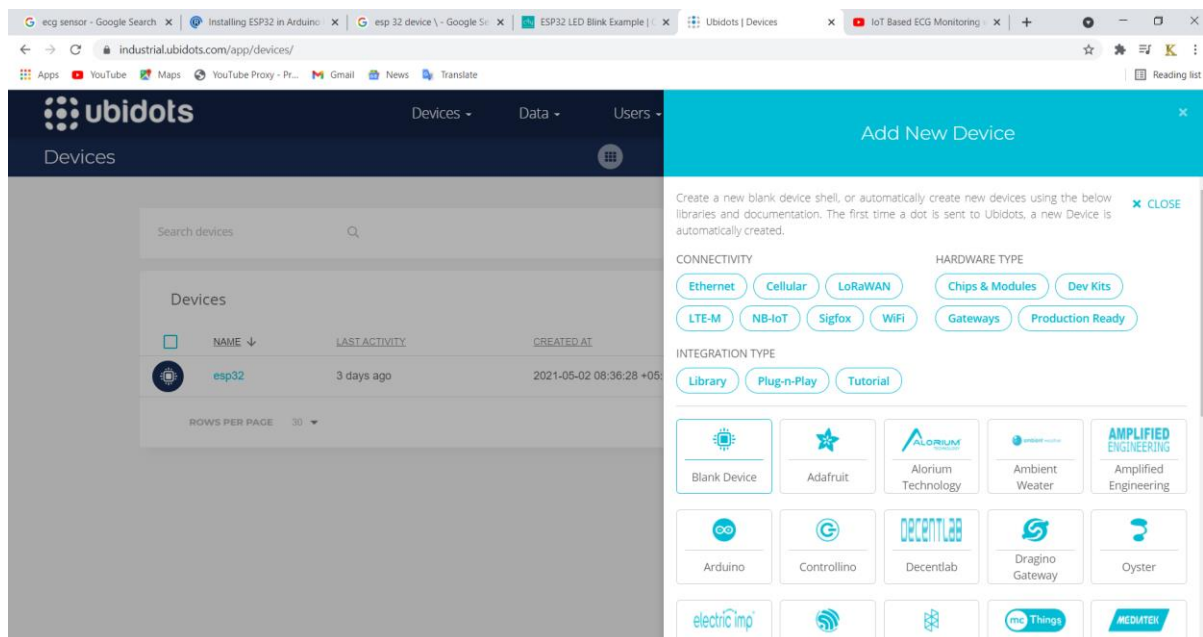 ecg sensor - Google Search
Installing ESP32 in Arduino
esp 32 device \ - Google Se
ESP32 LED Blink Example |
Ubidots | Devices
IoT Based ECG Monitoring
industrial.ubidots.com/app/devices/
K
Apps YouTube Maps YouTube Proxy - Pr... Gmail News Translate Reading list
ubidots Devices Data Users
Devices
Add New Device
Create a new blank device shell, or automatically create new devices using the below
libraries and documentation. The first time a dot is sent to Ubidots, a new Device is
automatically created.
CLOSE
Search devices
CONNECTIVITY HARDWARE TYPE
Ethernet Cellular LoRaWAN Chips & Modules Dev Kits
LTE-M NB-IoT Sigfox WiFi Gateways Production Ready
Devices
NAME LAST ACTIVITY CREATED AT
esp32 3 days ago 2021-05-02 08:36:28 +05:
ROWS PER PAGE 30
INTEGRATION TYPE
Library Plug-n-Play Tutorial
Blank Device
Adafruit
ALORIUM
Alorium
Technology
Ambient
Weater
AMPLIFIED
ENGINEERING
Amplified
Engineering
Arduino
Controllino
DECENTLAB
Decentlab
Dragino
Gateway
Oyster
electric imp
mc Things
MEDIATEK